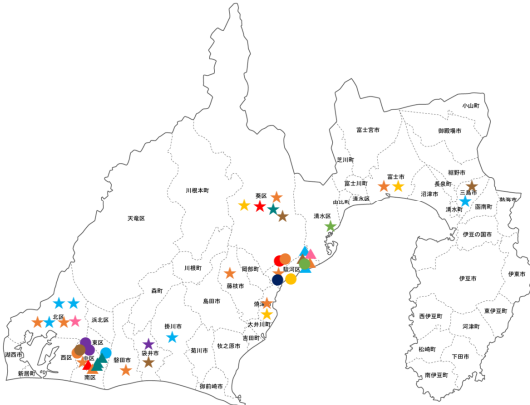 小山町
御殿場市
富士宮市
芝川町
裾野市
富士川町
富士市
長泉町
三島市
沼津市
清水町
函南町
熱海市
由比町
清水区
川根本町
葵区
清水区
天竜区
伊豆の国市
伊東市
伊豆市
川根町
岡部町
駿河区
藤枝市
森町
島田市
焼津市
大井川町
西伊豆町
東伊豆町
河津町
北区
浜北区
掛川市
吉田町
東区
袋井市
菊川市
牧之原市
松崎町
下田市
湖西市
西区
中区
磐田市
新居町
南区
御前崎市
南伊豆町